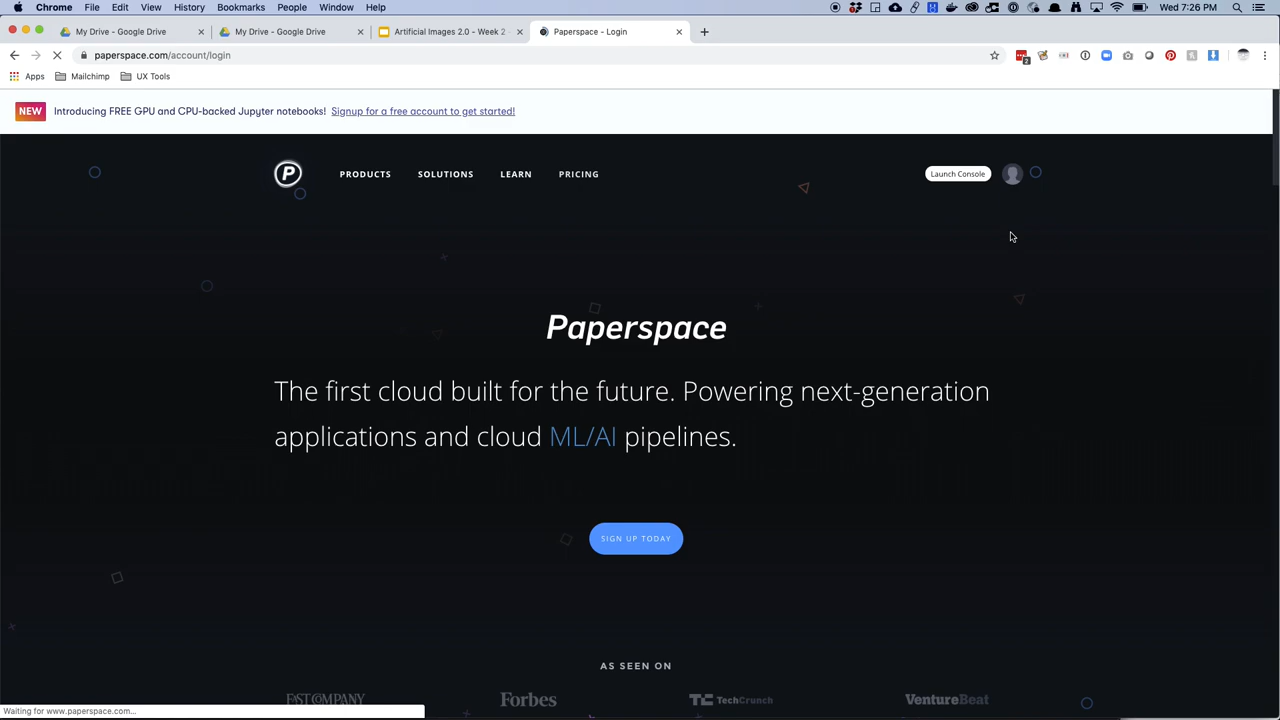 Chrome File Edit View History Bookmarks People Window Help Wed 7:26 PM
My Drive - Google Drive My Drive - Google Drive Artificial Images 2.0 - Week 2 Paperspace - Login
paperspace.com/account/login 2
Apps Mailchimp UX Tools
NEW Introducing FREE GPU and CPU-backed Jupyter notebooks! Signup for a free account to get started!
P PRODUCTS SOLUTIONS LEARN PRICING Launch Console
Paperspace
The first cloud built for the future. Powering next-generation
applications and cloud ML/AI pipelines.
SIGN UP TODAY
AS SEEN ON
FAST COMPANY Forbes TechCrunch VentureBeat
Waiting for www.paperspace.com...